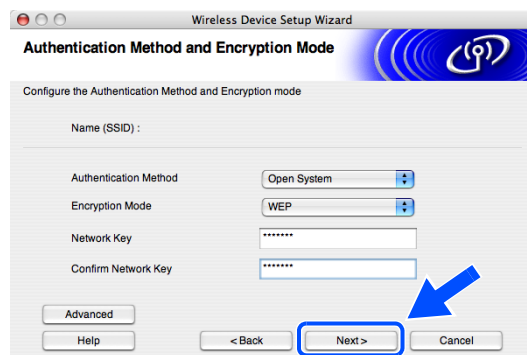 Wireless Device Setup Wizard
Authentication Method and Encryption Mode
Configure the Authentication Method and Encryption mode
Name (SSID) :
Authentication Method Open System
Encryption Mode WEP
Network Key *******
Confirm Network Key *******
Advanced
Help < Back Next > Cancel